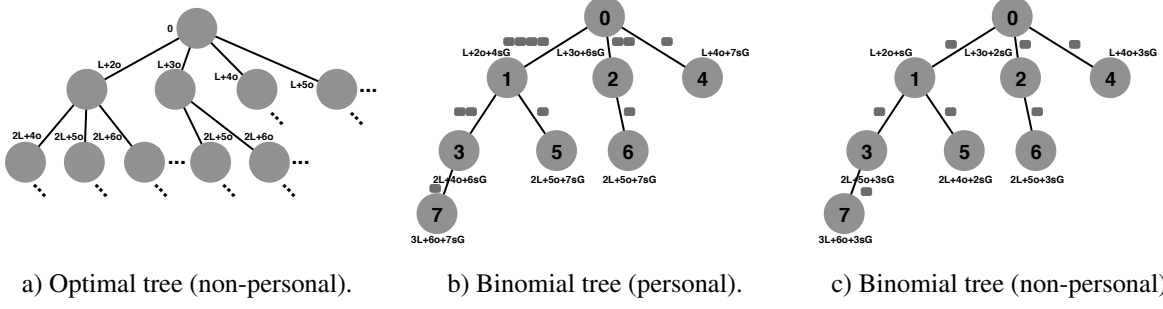 0
L+2o L+3o L+4o L+5o ...
2L+4o 2L+5o 2L+6o ... 2L+5o 2L+6o ...
a) Optimal tree (non-personal).
0
L+2o+4sG L+3o+6sG L+4o+7sG
1 2 4
3 5 6
2L+4o+6sG 2L+5o+7sG 2L+5o+7sG
7
3L+6o+7sG
b) Binomial tree (personal).
0
L+2o+sG L+3o+2sG L+4o+3sG
1 2 4
3 5 6
2L+5o+3sG 2L+4o+2sG 2L+5o+3sG
7
3L+6o+3sG
c) Binomial tree (non-personal)